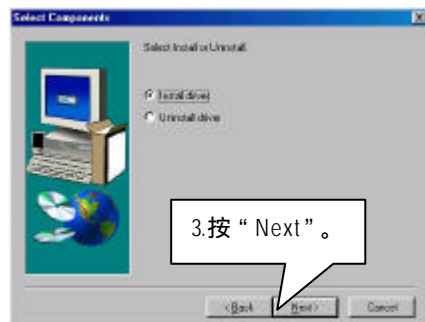 Select Components
Select Install or Uninstall.
Install driver
Uninstall driver
3.按“Next”。
<Back
Next>
Cancel